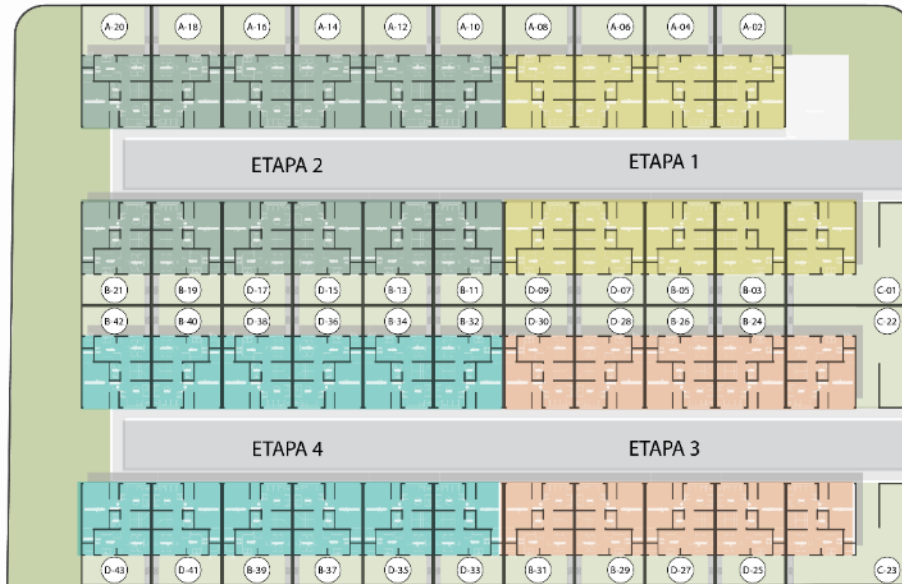 A-20 A-18 A-16 A-14 A-12 A-10 A-08 A-06 A-04 A-02
ETAPA 2 ETAPA 1
B-21 B-19 D-17 D-15 B-13 B-11 D-09 D-07 B-05 B-03 C-01
B-42 B-40 D-38 D-36 B-34 B-32 D-30 D-28 B-26 B-24 C-22
ETAPA 4 ETAPA 3
D-43 D-41 B-39 B-37 D-35 D-33 B-31 B-29 D-27 D-25 C-23